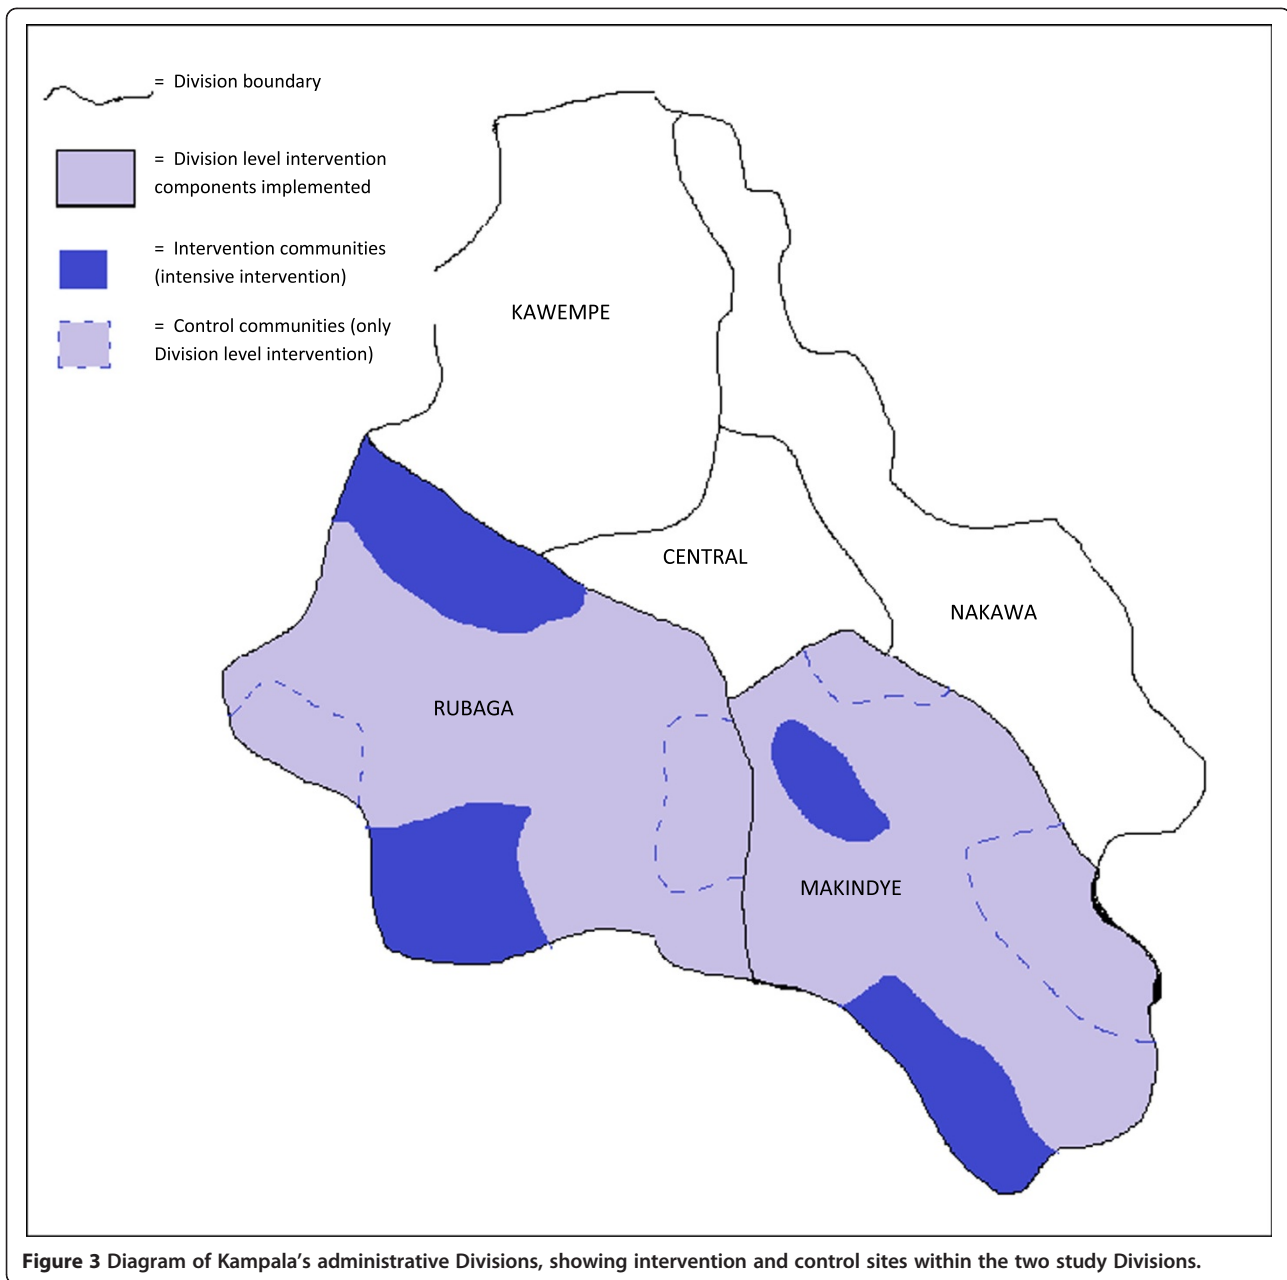 = Division boundary
= Division level intervention
components implemented
= Intervention communities
(intensive intervention)
= Control communities (only
Division level intervention)
KAWEMPE
CENTRAL
NAKAWA
RUBAGA
MAKINDYE
Figure 3 Diagram of Kampala’s administrative Divisions, showing intervention and control sites within the two study Divisions.